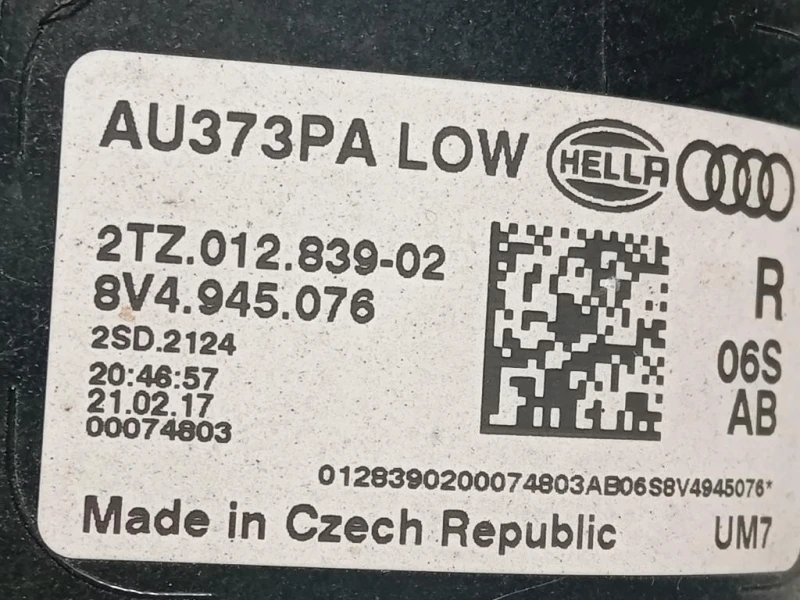 AU373PA LOW HELLA
2TZ.012.839-02
8V4.945.076
R
2SD.2124
06S
20:46:57
21.02.17
AB
00074803
0128390200074803AB06S8V4945076*
Made in Czech Republic UM7